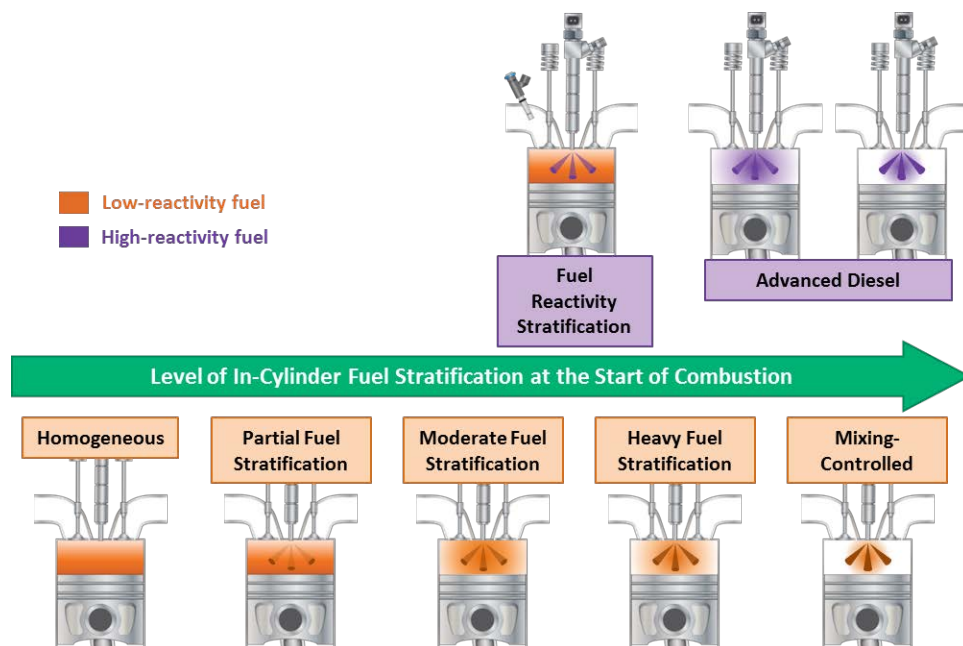 Low-reactivity fuel
High-reactivity fuel
Fuel
Reactivity
Stratification
Advanced Diesel
Level of In-Cylinder Fuel Stratification at the Start of Combustion
Homogeneous
Partial Fuel
Stratification
Moderate Fuel
Stratification
Heavy Fuel
Stratification
Mixing-
Controlled